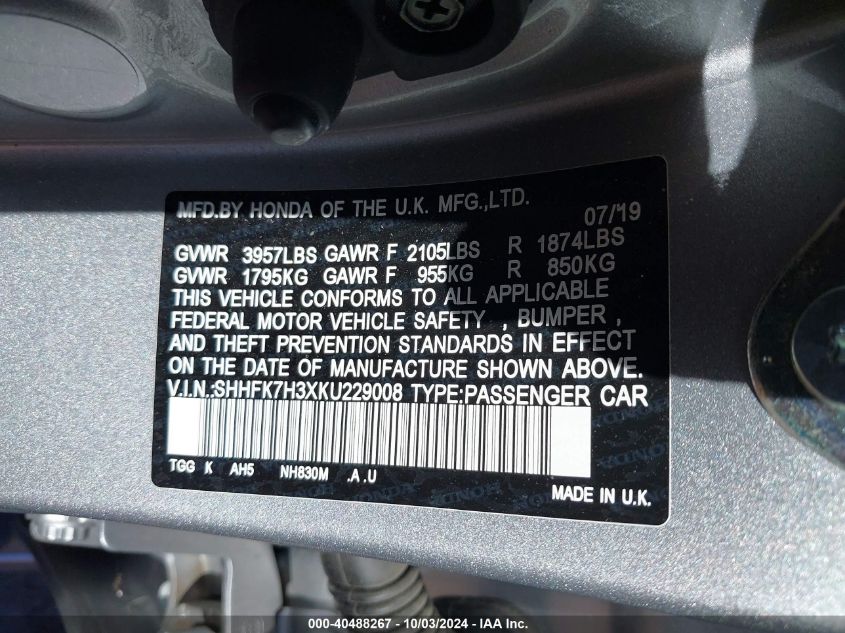 MFD.BY HONDA OF THE U.K. MFG.,LTD. 07/19
GVWR 3957LBS GAWR F 2105LBS R 1874LBS
GVWR 1795KG GAWR F 955KG R 850KG
THIS VEHICLE CONFORMS TO ALL APPLICABLE
FEDERAL MOTOR VEHICLE SAFETY , BUMPER ,
AND THEFT PREVENTION STANDARDS IN EFFECT
ON THE DATE OF MANUFACTURE SHOWN ABOVE.
V.I.N.:SHHFK7H3XKU229008 TYPE:PASSENGER CAR
TGG K AH5 NH830M .A .U
MADE IN U.K.
000-40488267 - 10/03/2024 - IAA Inc.